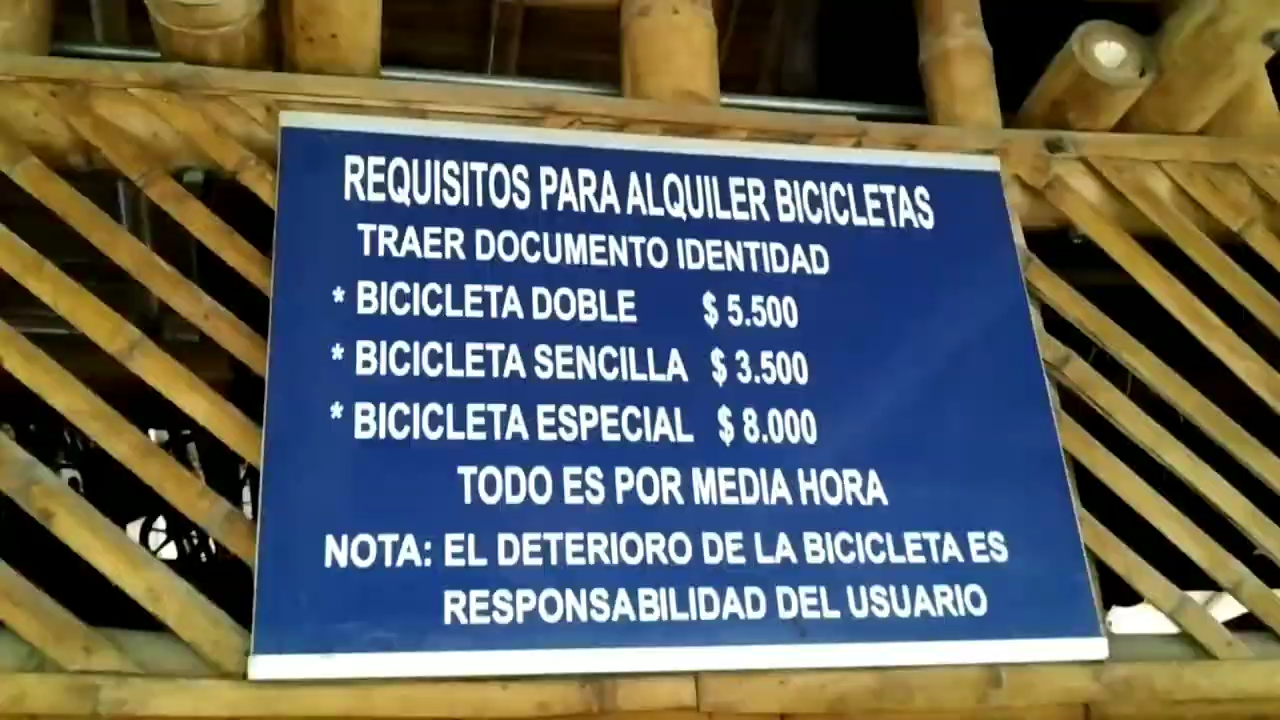 REQUISITOS PARA ALQUILER BICICLETAS
TRAER DOCUMENTO IDENTIDAD
* BICICLETA DOBLE $ 5.500
* BICICLETA SENCILLA $ 3.500
* BICICLETA ESPECIAL $ 8.000
TODO ES POR MEDIA HORA
NOTA: EL DETERIORO DE LA BICICLETA ES
RESPONSABILIDAD DEL USUARIO